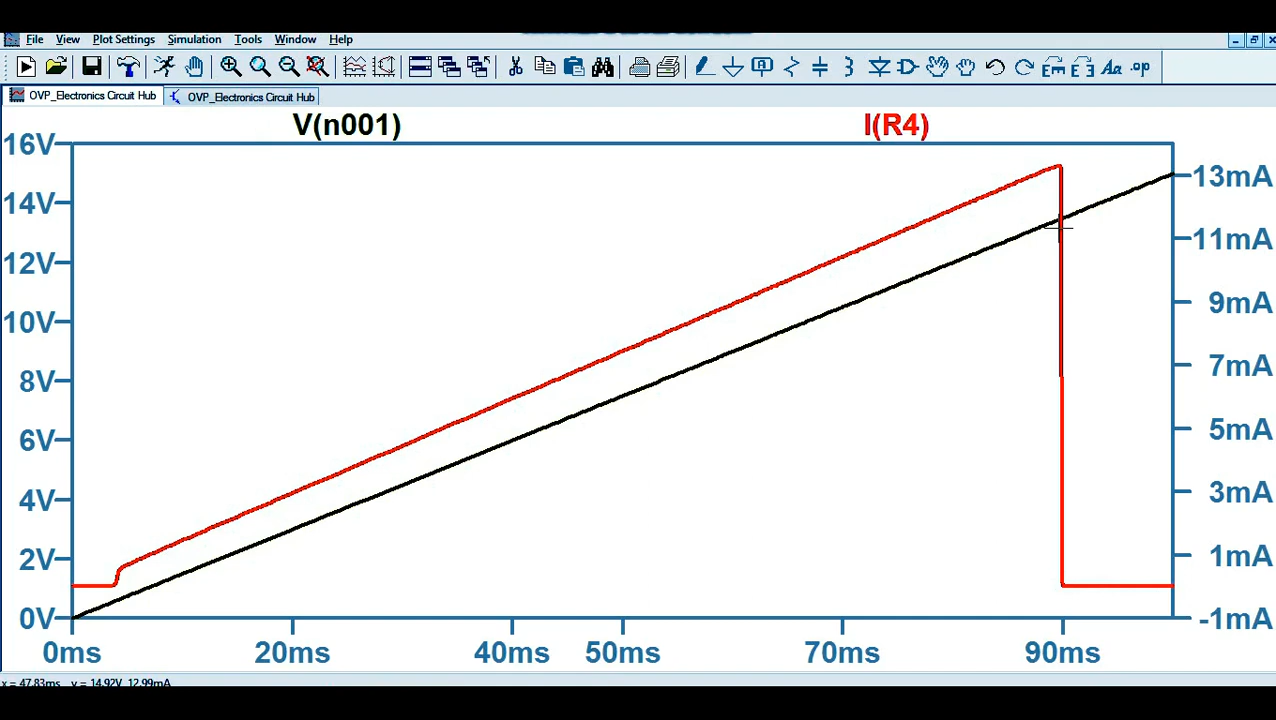 File View Plot Settings Simulation Tools Window Help
.op
OVP_Electronics Circuit Hub OVP_Electronics Circuit Hub
V(n001) I(R4)
16V
14V
12V
10V
8V
6V
4V
2V
0V
13mA
11mA
9mA
7mA
5mA
3mA
1mA
-1mA
0ms 20ms 40ms 50ms 70ms 90ms
x = 47.83ms y = 14.92V, 12.99mA